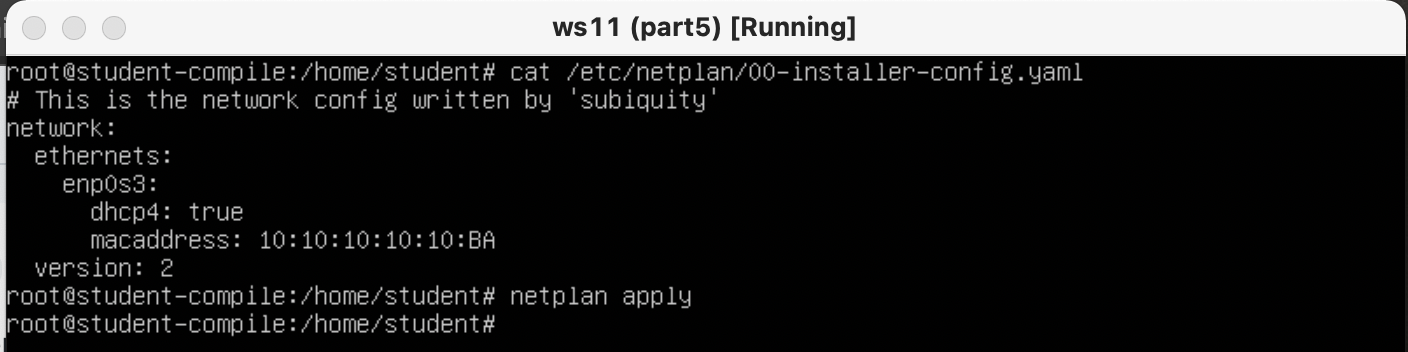 ws11 (part5) [Running]
root@student-compile:/home/student# cat /etc/netplan/00-installer-config.yaml
# This is the network config written by 'subiquity'
network:
  ethernets:
    enp0s3:
      dhcp4: true
      macaddress: 10:10:10:10:10:BA
  version: 2
root@student-compile:/home/student# netplan apply
root@student-compile:/home/student#